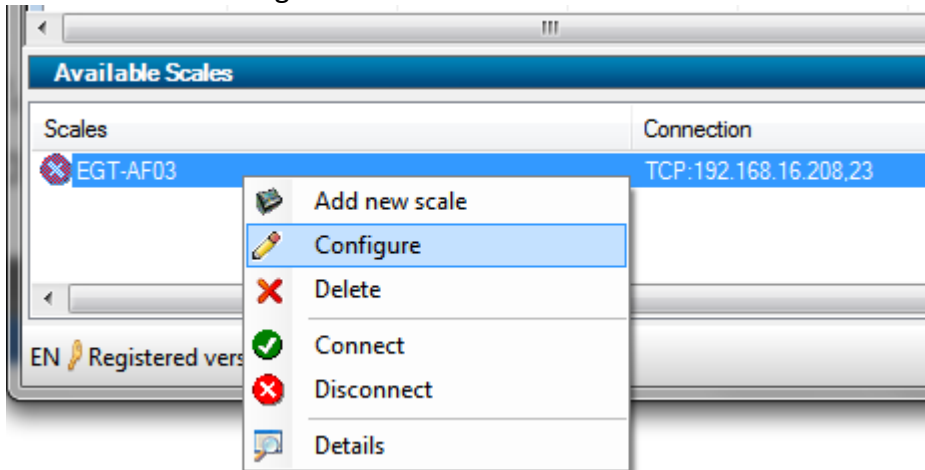 Available Scales
Scales Connection
EGT-AF03 TCP:192.168.16.208,23
Add new scale
Configure
Delete
Connect
EN Registered vers
Disconnect
Details